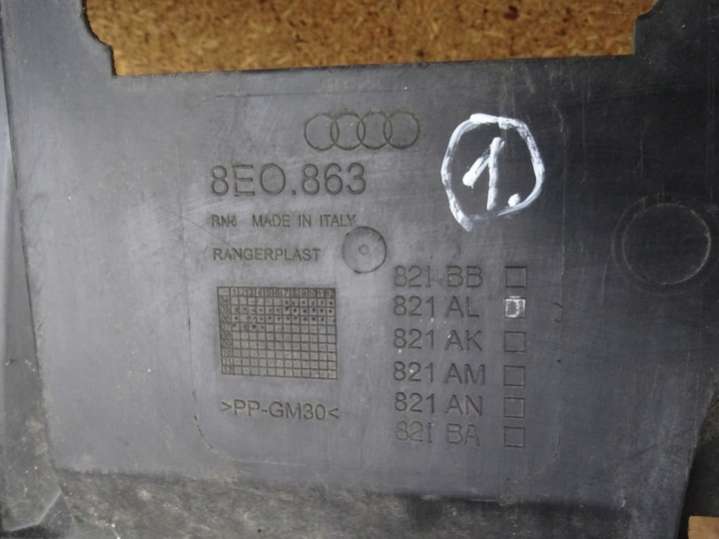 8E0.863
1.
MADE IN ITALY
RANGERPLAST
821 BB
821 AL
821 AK
821 AM
821 AN
821 BA
>PP-GM30<